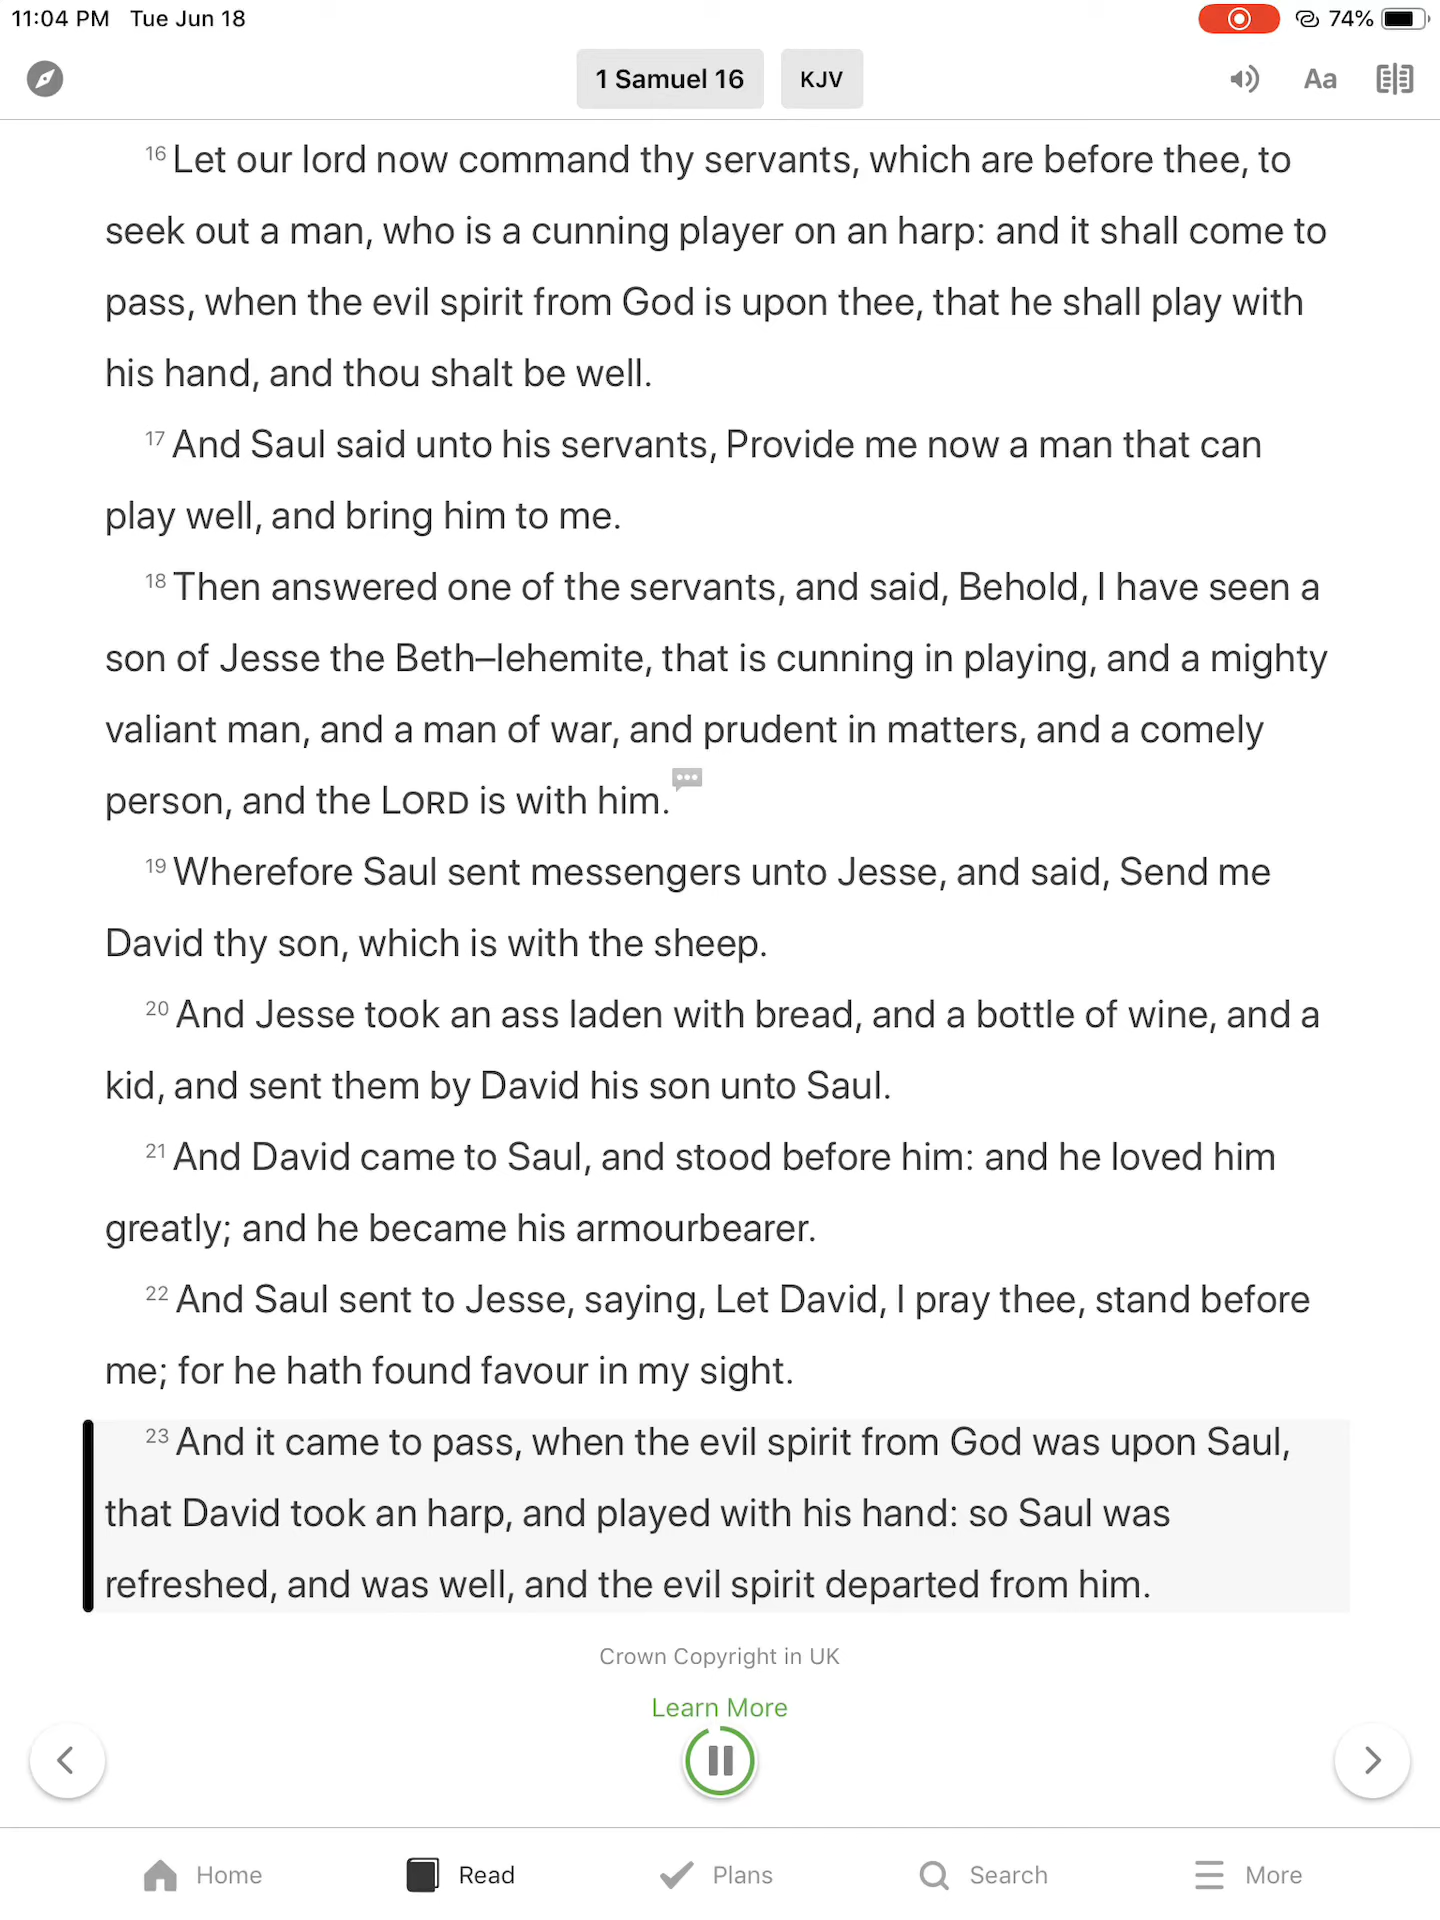 11:04 PM Tue Jun 18 74%
1 Samuel 16 KJV Aa
16 Let our lord now command thy servants, which are before thee, to
seek out a man, who is a cunning player on an harp: and it shall come to
pass, when the evil spirit from God is upon thee, that he shall play with
his hand, and thou shalt be well.
17 And Saul said unto his servants, Provide me now a man that can
play well, and bring him to me.
18 Then answered one of the servants, and said, Behold, I have seen a
son of Jesse the Beth–lehemite, that is cunning in playing, and a mighty
valiant man, and a man of war, and prudent in matters, and a comely
person, and the LORD is with him.
19 Wherefore Saul sent messengers unto Jesse, and said, Send me
David thy son, which is with the sheep.
20 And Jesse took an ass laden with bread, and a bottle of wine, and a
kid, and sent them by David his son unto Saul.
21 And David came to Saul, and stood before him: and he loved him
greatly; and he became his armourbearer.
22 And Saul sent to Jesse, saying, Let David, I pray thee, stand before
me; for he hath found favour in my sight.
23 And it came to pass, when the evil spirit from God was upon Saul,
that David took an harp, and played with his hand: so Saul was
refreshed, and was well, and the evil spirit departed from him.
Crown Copyright in UK
Learn More
Home Read Plans Search More